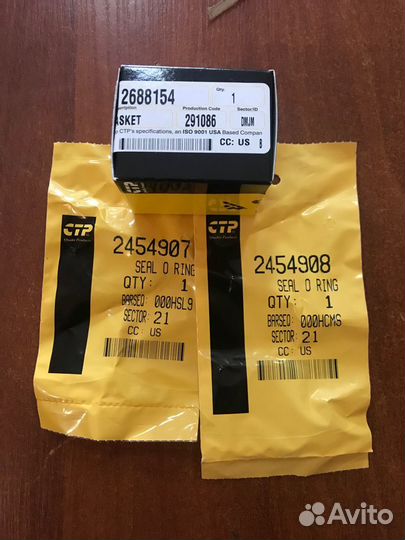 2688154
Qty.
1
escription
Production Code
Sector/ID
ASKET
291086
DMJM
CTP's specifications, an ISO 9001 USA Based Compan
CC: US 8
CTP
2454907
SEAL O RING
QTY: 1
BARSEQ: 000HSL9
SECTOR: 21
CC: US
CTP
2454908
SEAL O RING
QTY: 1
BARSEQ: 000HCMS
SECTOR: 21
CC: US
Avito